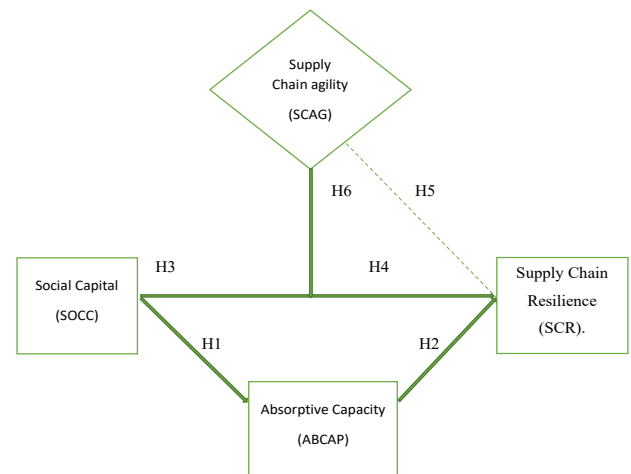 Supply
Chain agility
(SCAG)
H6
H5
H3
H4
Social Capital
(SOCC)
Supply Chain
Resilience
(SCR).
H1
H2
Absorptive Capacity
(ABCAP)